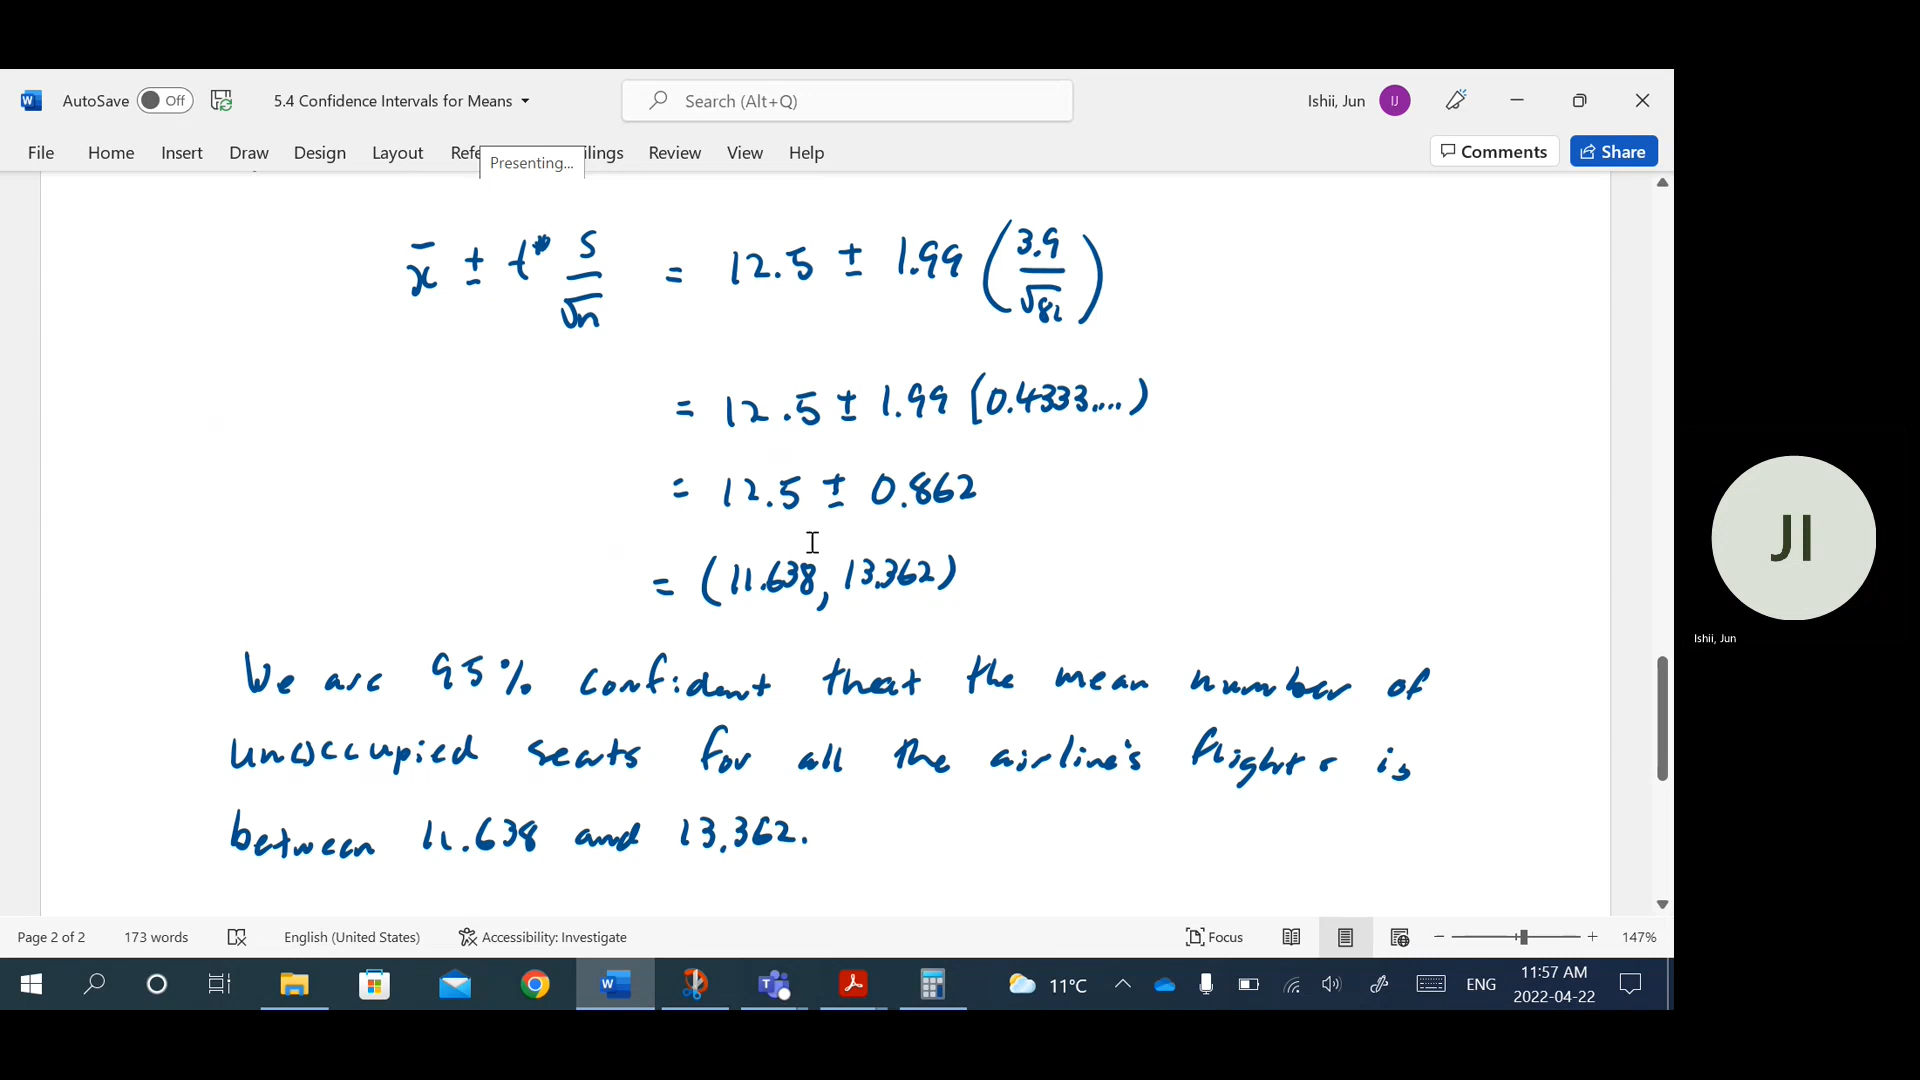 AutoSave Off 5.4 Confidence Intervals for Means Search (Alt+Q) Ishii, Jun IJ
File Home Insert Draw Design Layout Refe Presenting... ilings Review View Help Comments Share
x̄ ± t* s/√n = 12.5 ± 1.99 (3.9/√81)
= 12.5 ± 1.99 (0.4333....)
= 12.5 ± 0.862
= (11.638, 13.362)
We are 95% confident that the mean number of
unoccupied seats for all the airline's flights is
between 11.638 and 13.362.
JI
Ishii, Jun
Page 2 of 2 173 words English (United States) Accessibility: Investigate Focus 147%
11°C ENG 11:57 AM
2022-04-22